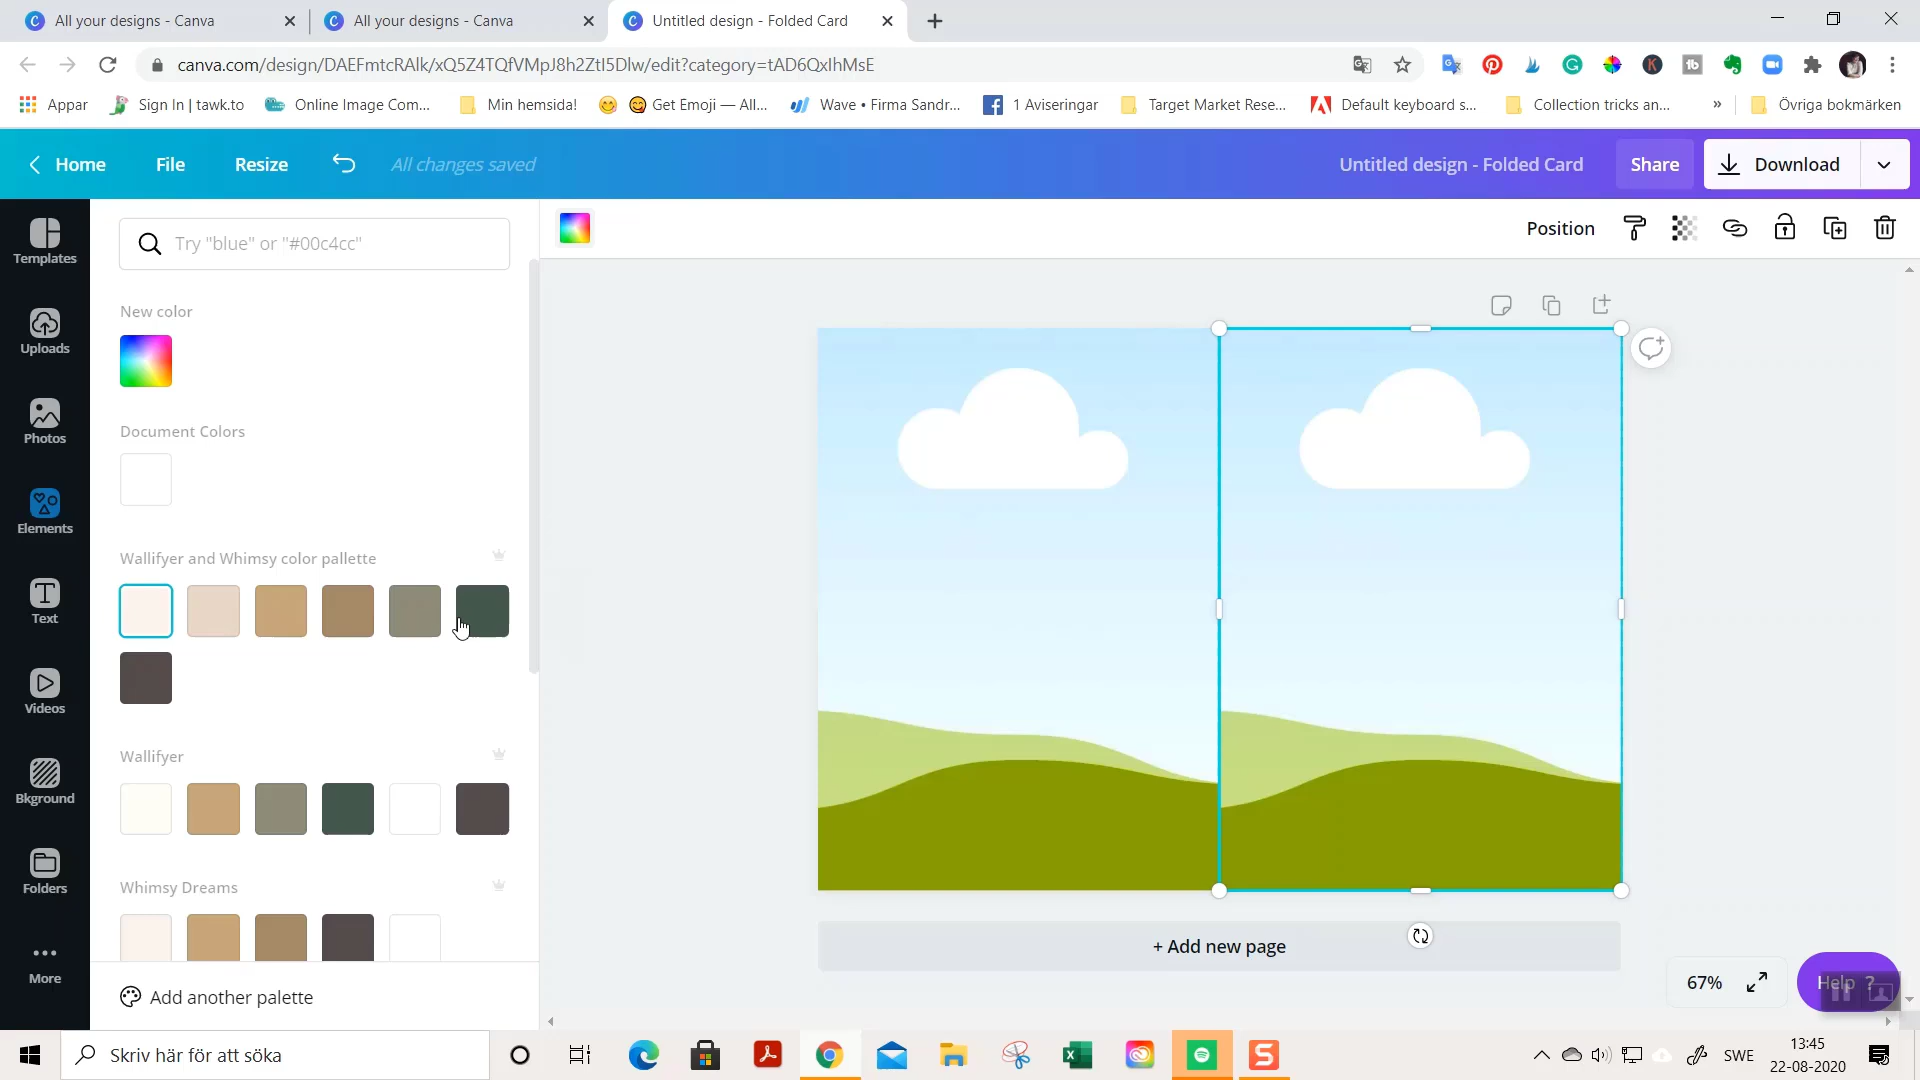 All your designs - Canva
All your designs - Canva
Untitled design - Folded Card
canva.com/design/DAEFmtcRAlk/xQ5Z4TQfVMpJ8h2ZtI5Dlw/edit?category=tAD6QxIhMsE
Appar
Sign In | tawk.to
Online Image Com...
Min hemsida!
Get Emoji — All...
Wave • Firma Sandr...
1 Aviseringar
Target Market Rese...
Default keyboard s...
Collection tricks an...
»
Övriga bokmärken
Home
File
Resize
All changes saved
Untitled design - Folded Card
Share
Download
Templates
Uploads
Photos
Elements
Text
Videos
Bkground
Folders
More
Try "blue" or "#00c4cc"
New color
Document Colors
Wallifyer and Whimsy color pallette
Wallifyer
Whimsy Dreams
Add another palette
Position
+ Add new page
67%
Help ?
Skriv här för att söka
SWE
13:45
22-08-2020